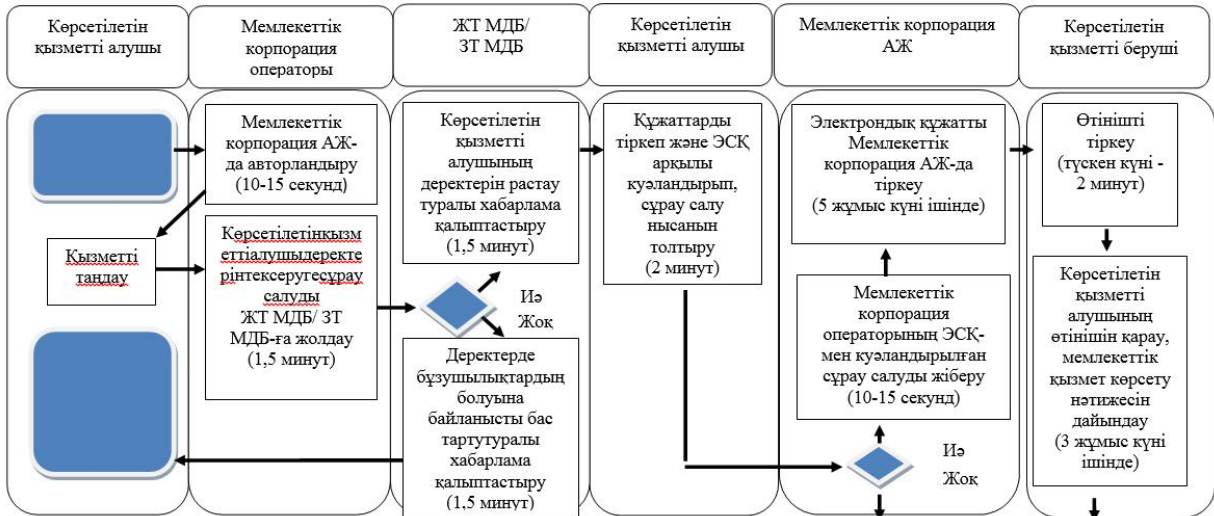 Көрсетілетін
қызметті алушы
Мемлекеттік
корпорация
операторы
ЖТ МДБ/
ЗТ МДБ
Көрсетілетін
қызметті алушы
Мемлекеттік корпорация
АЖ
Көрсетілетін
қызметті беруші
Мемлекеттік
корпорация АЖ-
да авторландыру
(10-15 секунд)
Қызметті
таңдау
Көрсетілетінқызм
еттіалушыдеректе
рінтексеругесұрау
салуды
ЖТ МДБ/ ЗТ
МДБ-ға жолдау
(1,5 минут)
Көрсетілетін
қызметті
алушының
деректерін растау
туралы хабарлама
қалыптастыру
(1,5 минут)
Иә
Жоқ
Деректерде
бұзушылықтардың
болуына
байланысты бас
тартутуралы
хабарлама
қалыптастыру
(1,5 минут)
Құжаттарды
тіркеп және ЭСҚ
арқылы
куәландырып,
сұрау салу
нысанын
толтыру
(2 минут)
Электрондық құжатты
Мемлекеттік
корпорация АЖ-да
тіркеу
(5 жұмыс күні ішінде)
Мемлекеттік
корпорация
операторының ЭСҚ-
мен куәландырылған
сұрау салуды жіберу
(10-15 секунд)
Иә
Жоқ
Өтінішті
тіркеу
(түскен күні -
2 минут)
Көрсетілетін
қызметті
алушының
өтінішін қарау,
мемлекеттік
қызмет көрсету
нәтижесін
дайындау
(3 жұмыс күні
ішінде)